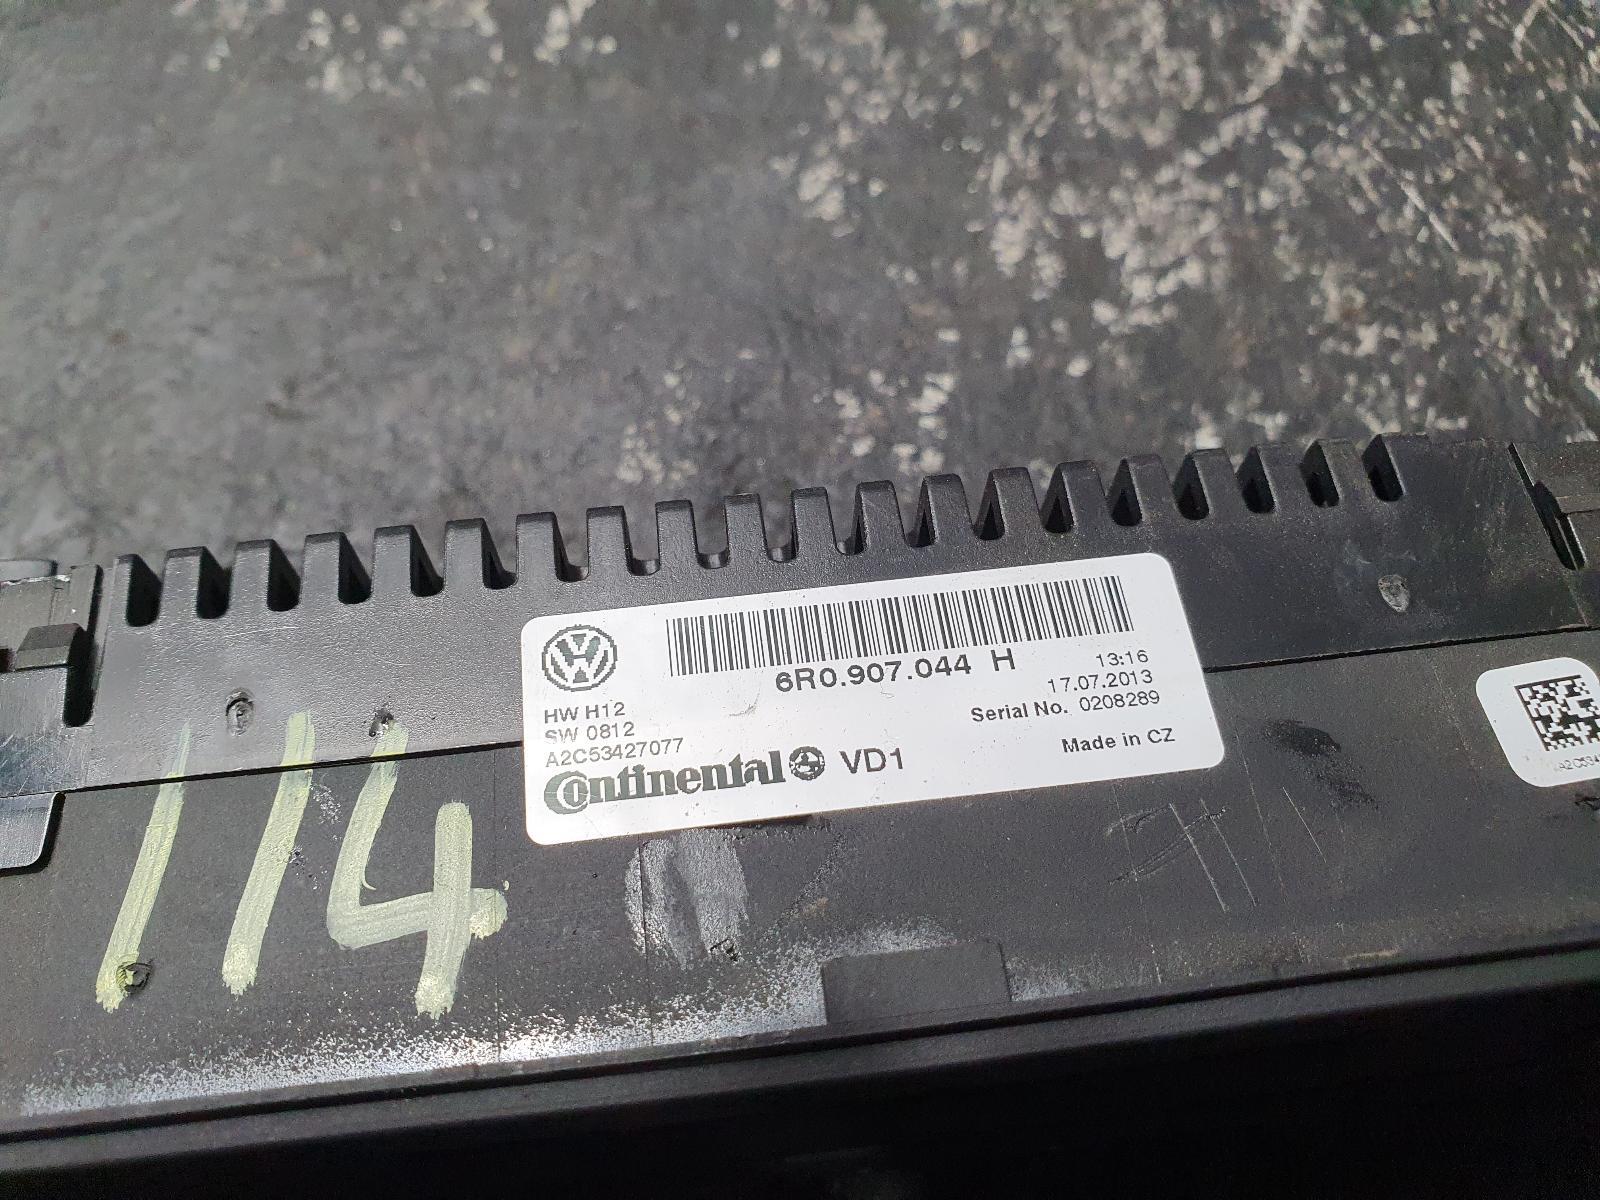 6R0.907.044 H
13:16
17.07.2013
Serial No. 0208289
Made in CZ
HW H12
SW 0812
A2C53427077
Continental VD1
114